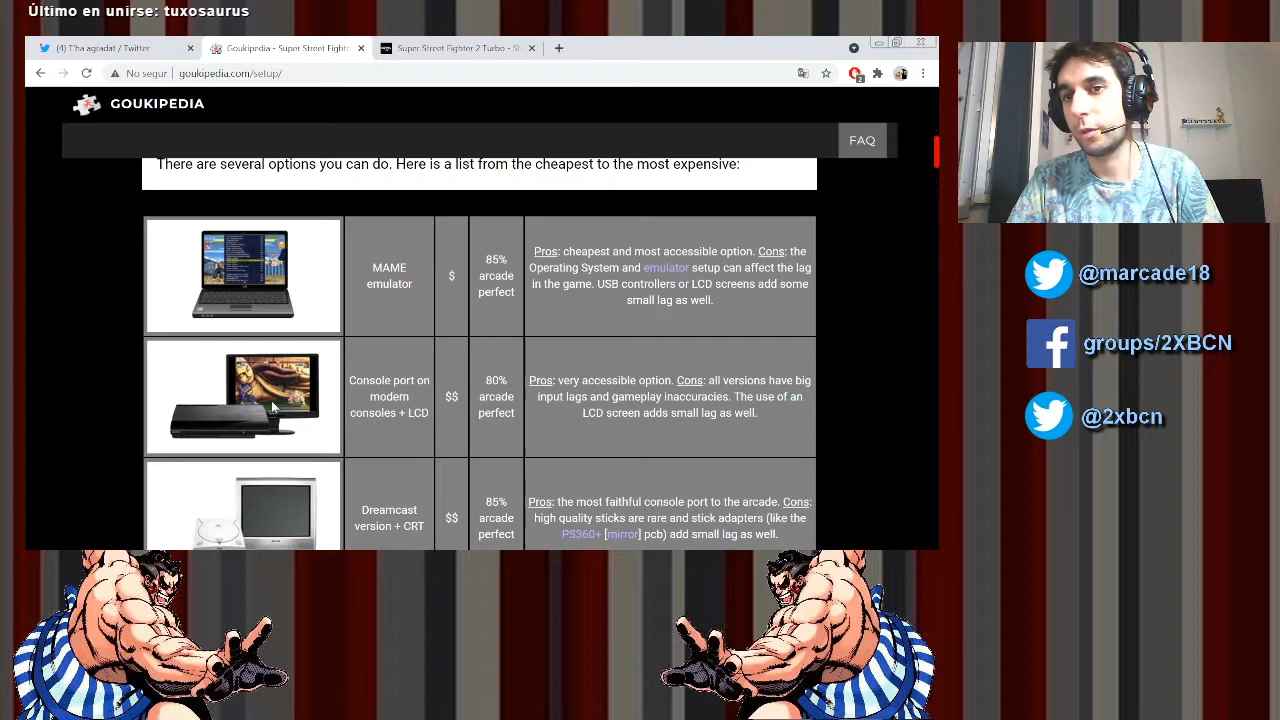 Último en unirse: tuxosaurus
(4) T'ha agradat / Twitter
Goukipedia - Super Street Fighte
Super Street Fighter 2 Turbo - Sh
No segur
goukipedia.com/setup/
2
GOUKIPEDIA
FAQ
There are several options you can do. Here is a list from the cheapest to the most expensive:
MAME
emulator
$
85%
arcade
perfect
Pros: cheapest and most accessible option. Cons: the
Operating System and emulator setup can affect the lag
in the game. USB controllers or LCD screens add some
small lag as well.
Console port on
modern
consoles + LCD
$$
80%
arcade
perfect
Pros: very accessible option. Cons: all versions have big
input lags and gameplay inaccuracies. The use of an
LCD screen adds small lag as well.
Dreamcast
version + CRT
$$
85%
arcade
perfect
Pros: the most faithful console port to the arcade. Cons:
high quality sticks are rare and stick adapters (like the
PS360+ [mirror] pcb) add small lag as well.
@marcade18
groups/2XBCN
@2xbcn